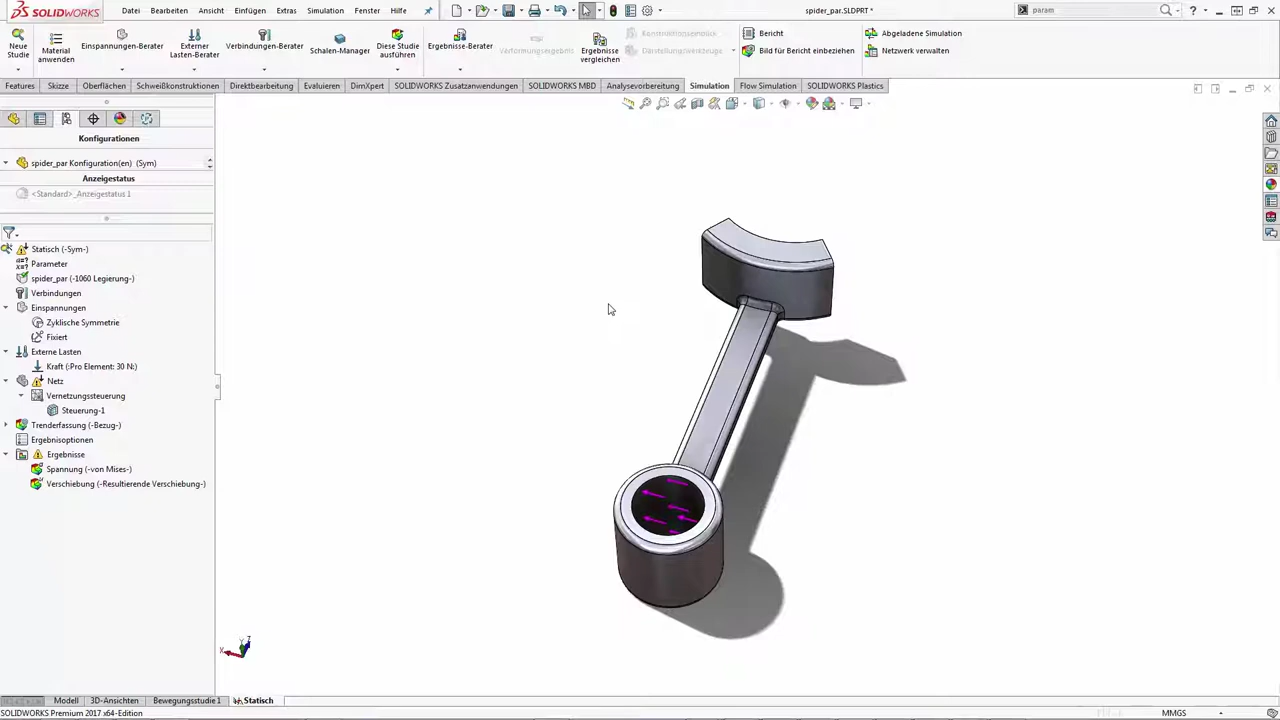 SOLIDWORKS
Datei
Bearbeiten
Ansicht
Einfügen
Extras
Simulation
Fenster
Hilfe
spider_par.SLDPRT *
param
Neue
Studie
Material
anwenden
Einspannungen-Berater
Externer
Lasten-Berater
Verbindungen-Berater
Schalen-Manager
Diese Studie
ausführen
Ergebnisse-Berater
Verformungsergebnis
Ergebnisse
vergleichen
Darstellungswerkzeuge
Bericht
Bild für Bericht einbeziehen
Abgeladene Simulation
Netzwerk verwalten
Features
Skizze
Oberflächen
Schweißkonstruktionen
Direktbearbeitung
Evaluieren
DimXpert
SOLIDWORKS Zusatzanwendungen
SOLIDWORKS MBD
Analysevorbereitung
Simulation
Flow Simulation
SOLIDWORKS Plastics
Konfigurationen
spider_par Konfiguration(en) (Sym)
Anzeigestatus
<Standard>_Anzeigestatus 1
Statisch (-Sym-)
Parameter
spider_par (-1060 Legierung-)
Verbindungen
Einspannungen
Zyklische Symmetrie
Fixiert
Externe Lasten
Kraft (:Pro Element: 30 N:)
Netz
Vernetzungssteuerung
Steuerung-1
Trenderfassung (-Bezug-)
Ergebnisoptionen
Ergebnisse
Spannung (-von Mises-)
Verschiebung (-Resultierende Verschiebung-)
X
Y
Z
Modell
3D-Ansichten
Bewegungsstudie 1
Statisch
SOLIDWORKS Premium 2017 x64-Edition
MMGS